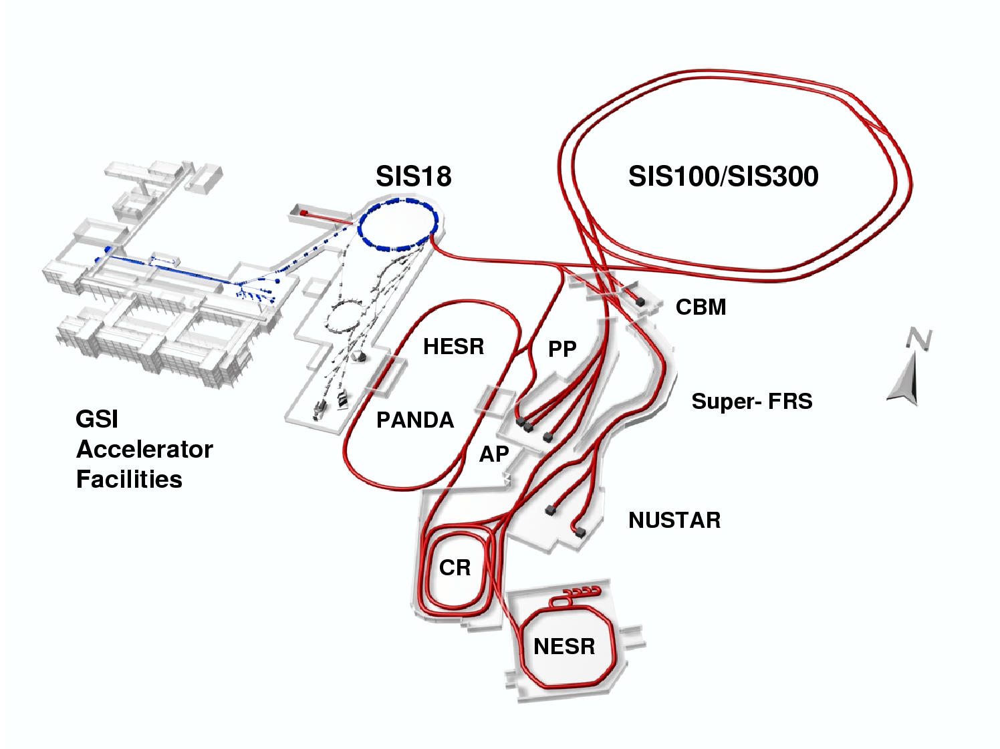 SIS18
SIS100/SIS300
CBM
HESR
PP
N
Super- FRS
PANDA
GSI
Accelerator
Facilities
AP
NUSTAR
CR
NESR